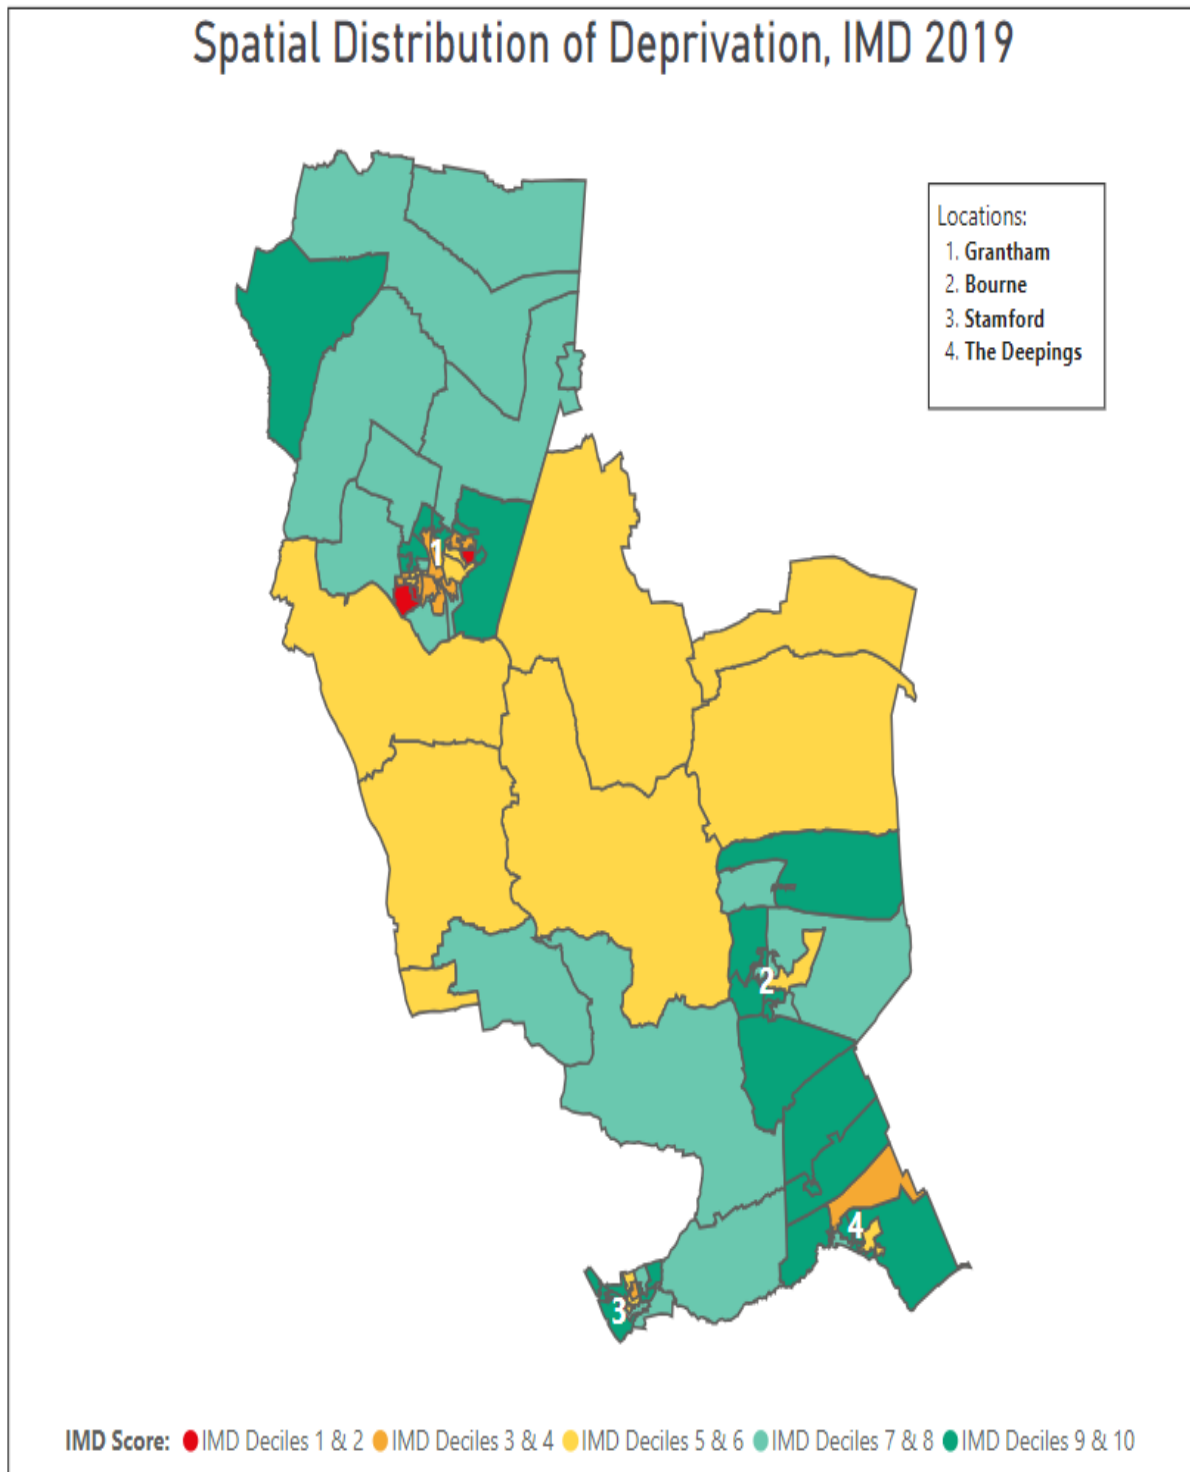 Spatial Distribution of Deprivation, IMD 2019
Locations:
1. Grantham
2. Bourne
3. Stamford
4. The Deepings
1
2
4
3
IMD Score: IMD Deciles 1 & 2 IMD Deciles 3 & 4 IMD Deciles 5 & 6 IMD Deciles 7 & 8 IMD Deciles 9 & 10